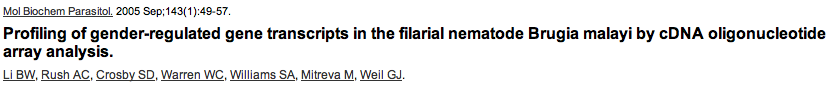 Mol Biochem Parasitol. 2005 Sep;143(1):49-57.
Profiling of gender-regulated gene transcripts in the filarial nematode Brugia malayi by cDNA oligonucleotide
array analysis.
Li BW, Rush AC, Crosby SD, Warren WC, Williams SA, Mitreva M, Weil GJ.